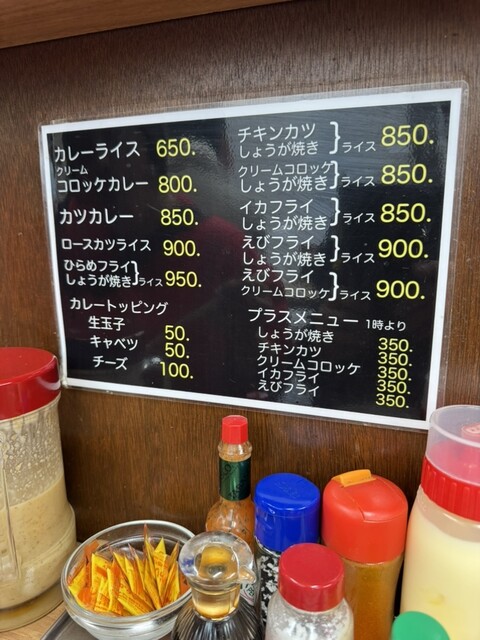 カレーライス 650.
クリーム
コロッケカレー 800.
カツカレー 850.
ロースカツライス 900.
ひらめフライ
しょうが焼き}ライス 950.
カレートッピング
生玉子 50.
キャベツ 50.
チーズ 100.
チキンカツ
しょうが焼き}ライス 850.
クリームコロッケ
しょうが焼き}ライス 850.
イカフライ
しょうが焼き}ライス 850.
えびフライ
しょうが焼き}ライス 900.
えびフライ
クリームコロッケ}ライス 900.
プラスメニュー 1時より
しょうが焼き 350.
チキンカツ 350.
クリームコロッケ 350.
イカフライ 350.
えびフライ 350.